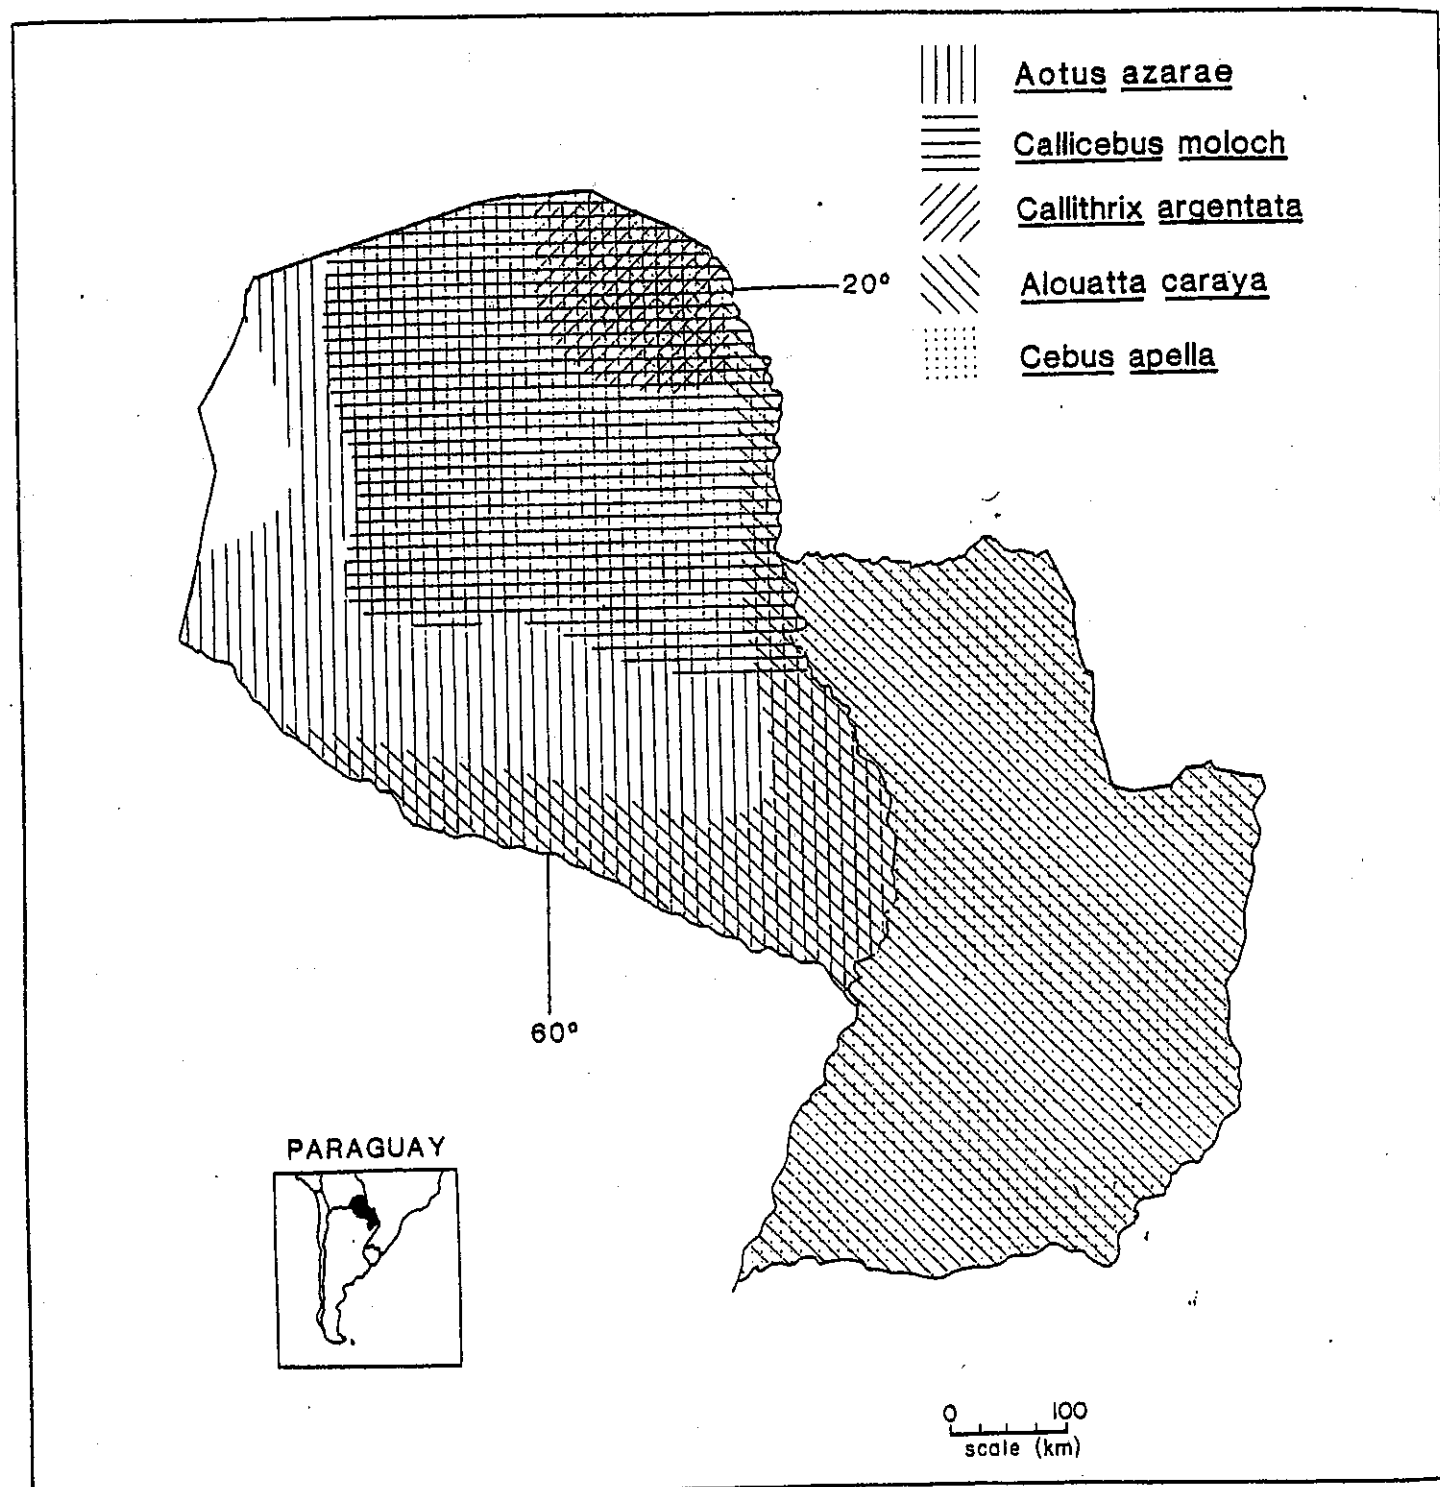 Aotus azarae
Callicebus moloch
Callithrix argentata
20°
Alouatta caraya
Cebus apella
60°
PARAGUAY
0 100
scale (km)